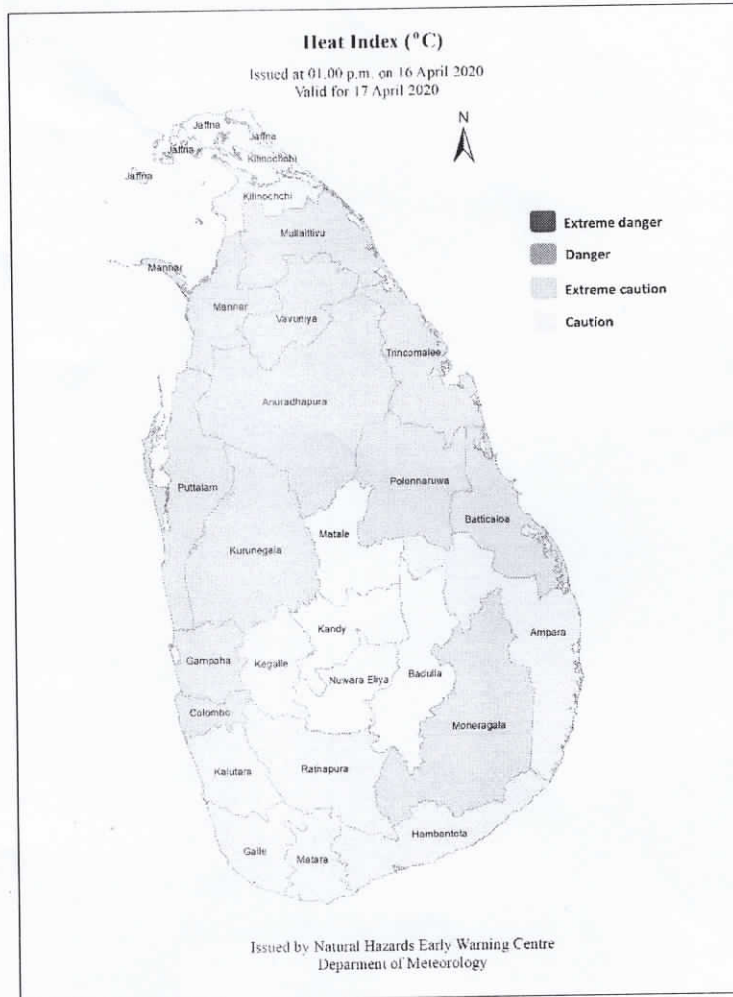 Heat Index (°C)
Issued at 01.00 p.m. on 16 April 2020
Valid for 17 April 2020
N
Jaffna
Jaffna
Jaffna
Kilinochchi
Jaffna
Kilinochchi
Extreme danger
Mullaittivu
Danger
Mannar
Extreme caution
Mannar
Vavuniya
Caution
Trincomalee
Anuradhapura
Puttalam
Polonnaruwa
Batticaloa
Matale
Kurunegala
Kandy
Ampara
Gampaha
Kegalle
Nuwara Eliya
Badulla
Colombo
Moneragala
Kalutara
Ratnapura
Hambantota
Galle
Matara
Issued by Natural Hazards Early Warning Centre
Deparment of Meteorology